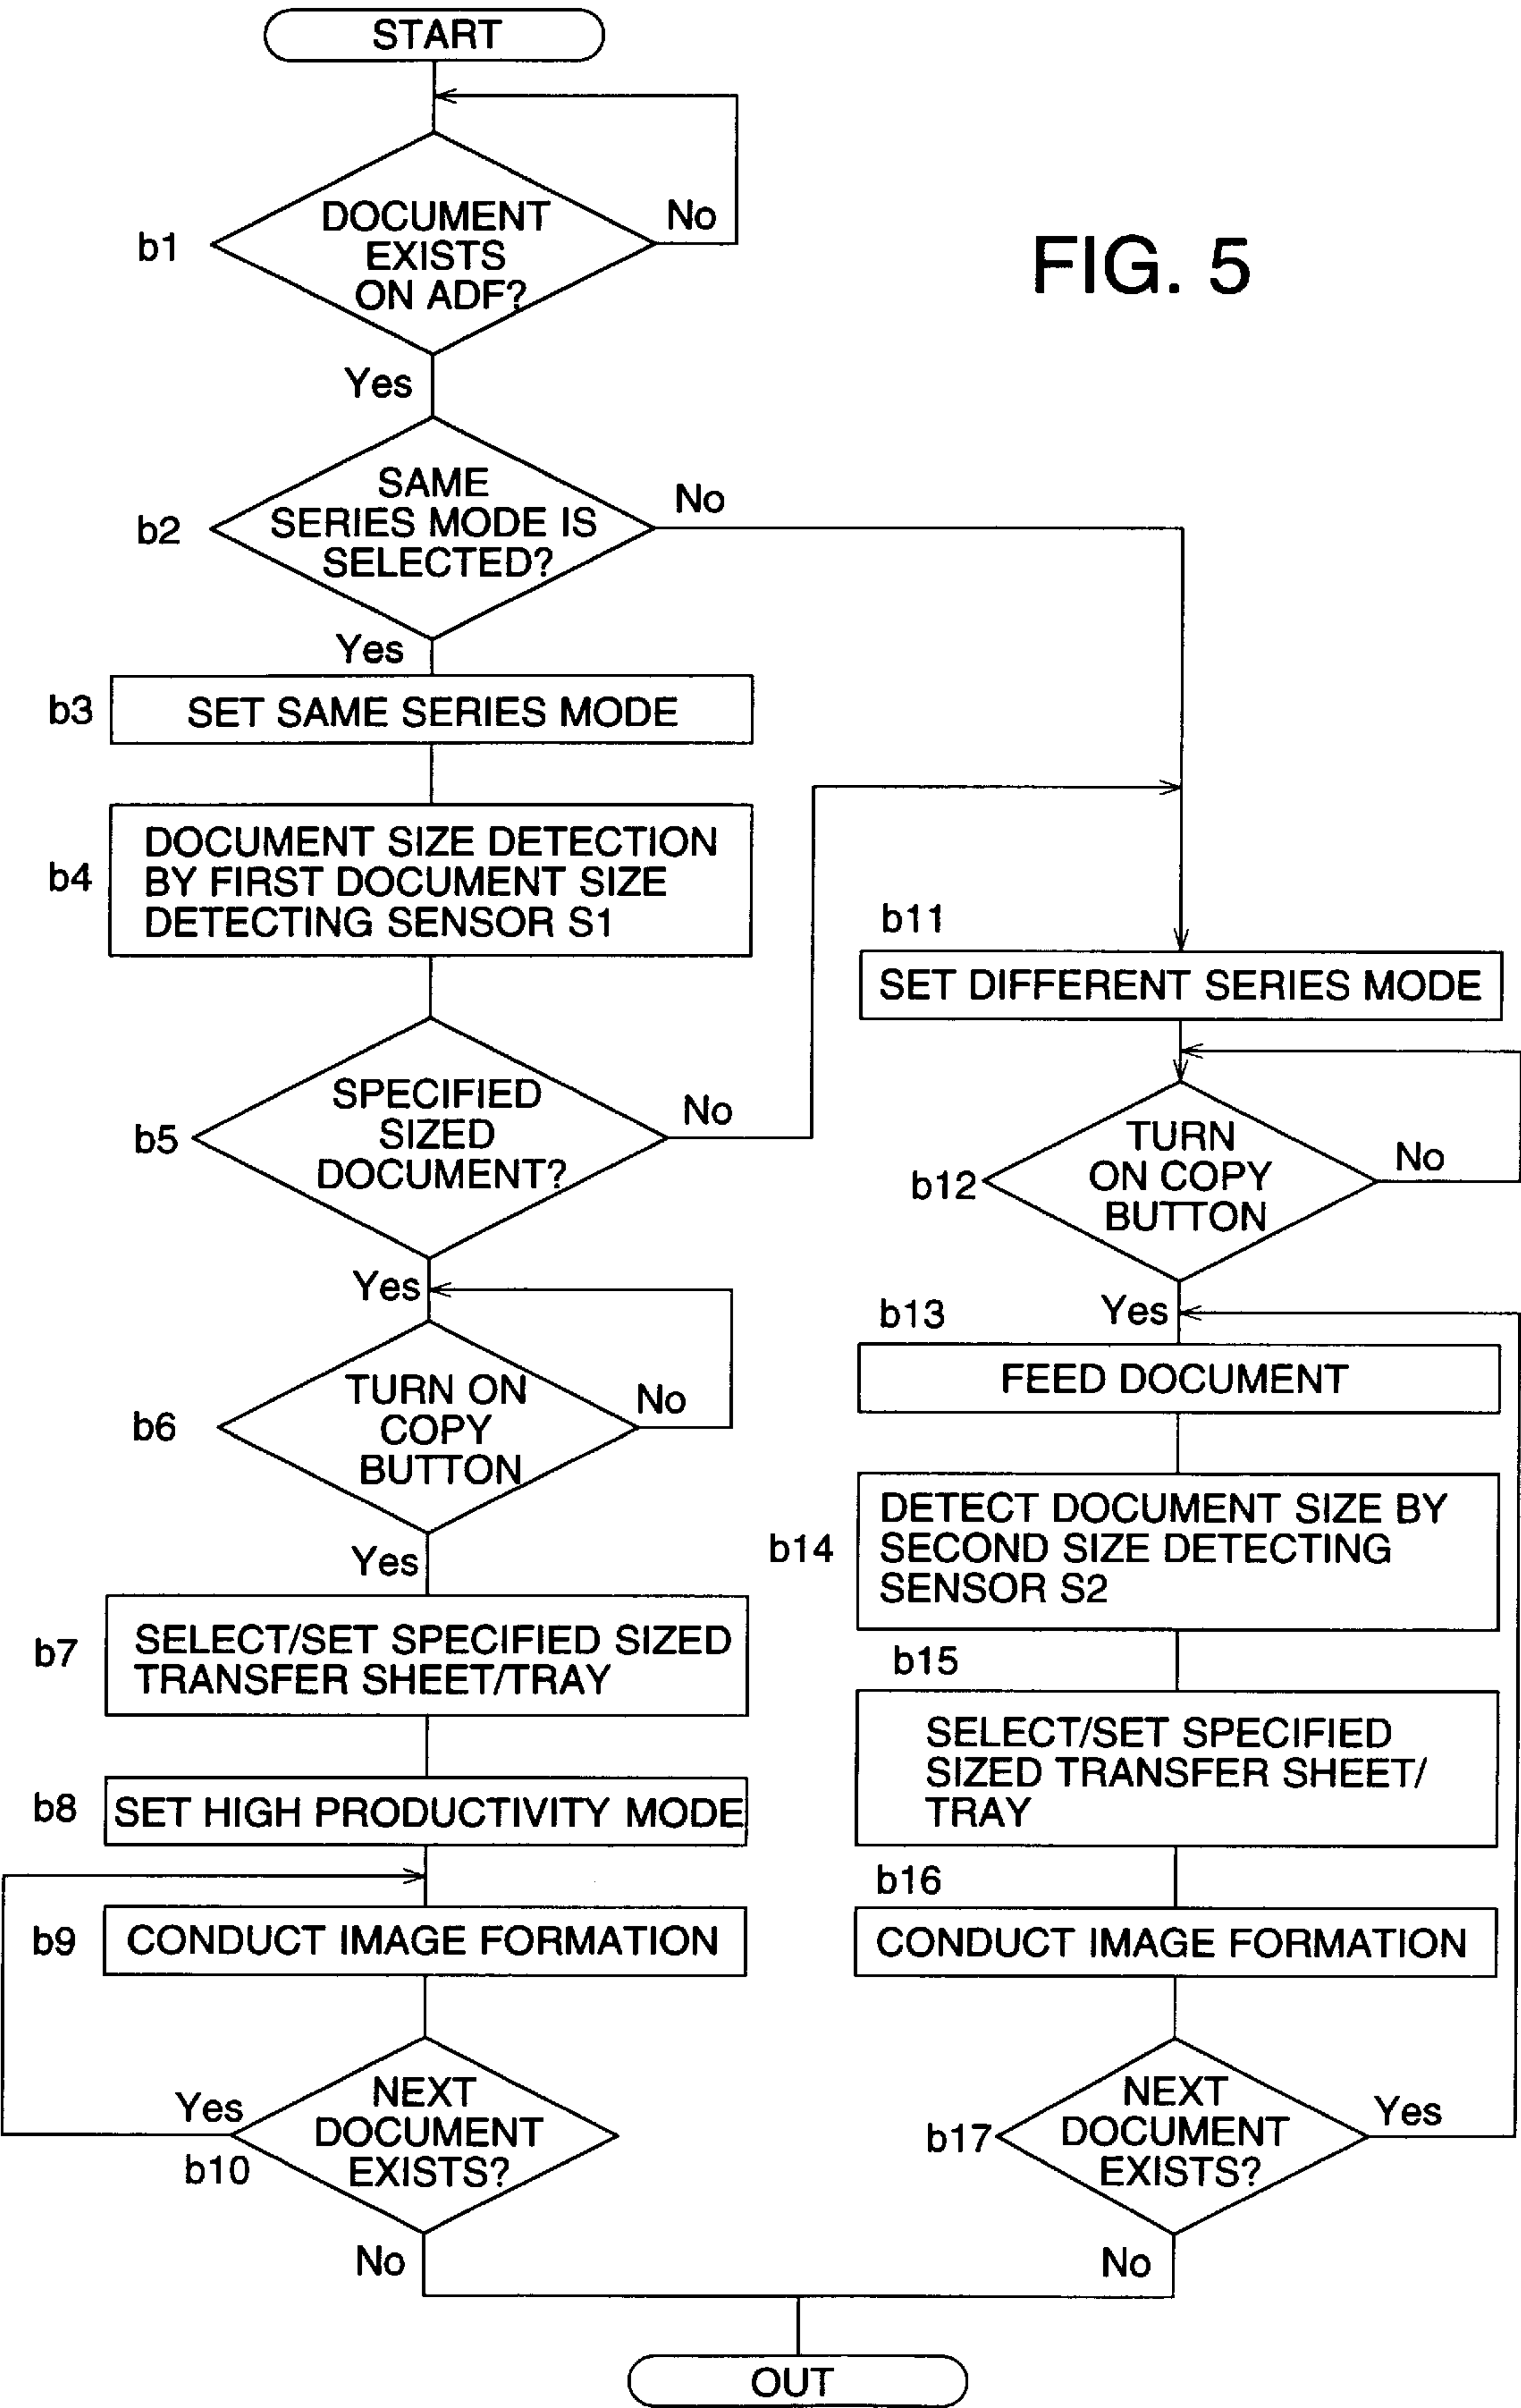 START
FIG. 5
b1
DOCUMENT
EXISTS
ON ADF?
No
Yes
b2
SAME
SERIES MODE IS
SELECTED?
No
Yes
b3
SET SAME SERIES MODE
b4
DOCUMENT SIZE DETECTION
BY FIRST DOCUMENT SIZE
DETECTING SENSOR S1
b5
SPECIFIED
SIZED
DOCUMENT?
No
Yes
b6
TURN ON
COPY
BUTTON
No
Yes
b7
SELECT/SET SPECIFIED SIZED
TRANSFER SHEET/TRAY
b8
SET HIGH PRODUCTIVITY MODE
b9
CONDUCT IMAGE FORMATION
b10
NEXT
DOCUMENT
EXISTS?
Yes
No
b11
SET DIFFERENT SERIES MODE
b12
TURN
ON COPY
BUTTON
No
Yes
b13
FEED DOCUMENT
b14
DETECT DOCUMENT SIZE BY
SECOND SIZE DETECTING
SENSOR S2
b15
SELECT/SET SPECIFIED
SIZED TRANSFER SHEET/
TRAY
b16
CONDUCT IMAGE FORMATION
b17
NEXT
DOCUMENT
EXISTS?
Yes
No
OUT